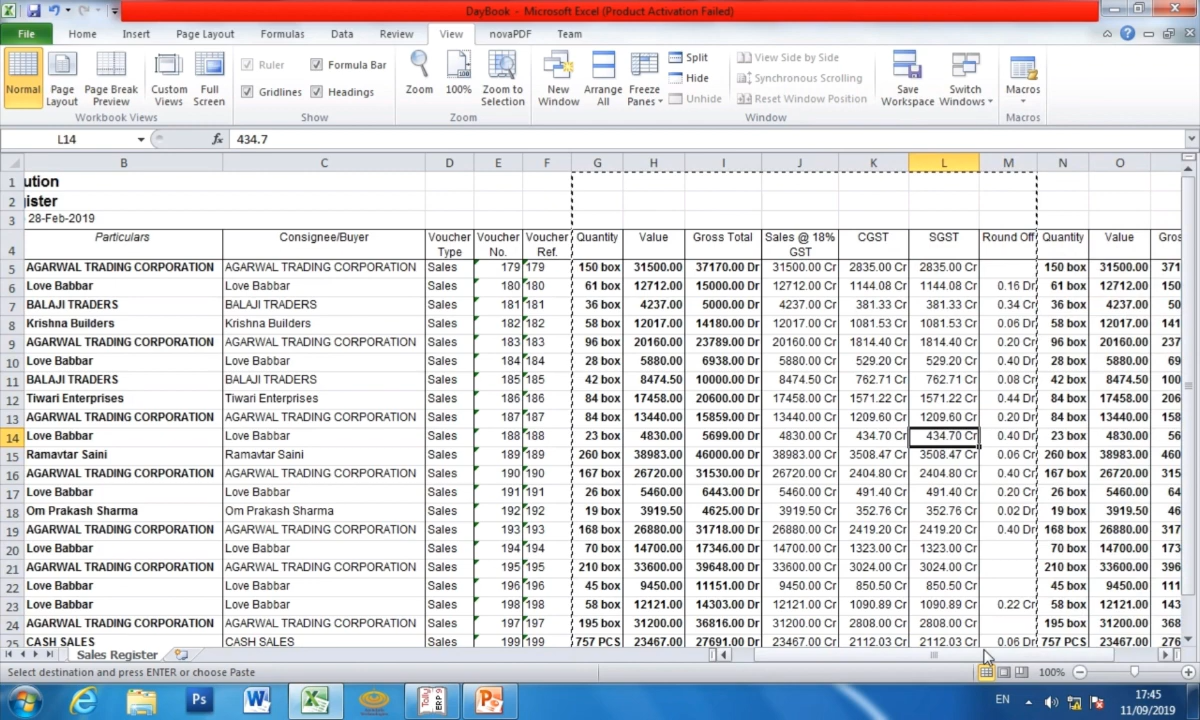 DayBook - Microsoft Excel (Product Activation Failed)
File Home Insert Page Layout Formulas Data Review View novaPDF Team
Normal Page Layout Page Break Preview Custom Views Full Screen
Workbook Views
Ruler Formula Bar
Gridlines Headings
Show
Zoom 100% Zoom to Selection
Zoom
New Window Arrange All Freeze Panes
Split
Hide
Unhide
View Side by Side
Synchronous Scrolling
Reset Window Position
Window
Save Workspace Switch Windows
Macros
Macros
L14 fx 434.7
B C D E F G H I J K L M N O
1 ution
2 ister
3 28-Feb-2019
4 Particulars Consignee/Buyer Voucher Type Voucher No. Voucher Ref. Quantity Value Gross Total Sales @ 18% GST CGST SGST Round Off Quantity Value Gros
5 AGARWAL TRADING CORPORATION AGARWAL TRADING CORPORATION Sales 179 179 150 box 31500.00 37170.00 Dr 31500.00 Cr 2835.00 Cr 2835.00 Cr 150 box 31500.00 371
6 Love Babbar Love Babbar Sales 180 180 61 box 12712.00 15000.00 Dr 12712.00 Cr 1144.08 Cr 1144.08 Cr 0.16 Dr 61 box 12712.00 150
7 BALAJI TRADERS BALAJI TRADERS Sales 181 181 36 box 4237.00 5000.00 Dr 4237.00 Cr 381.33 Cr 381.33 Cr 0.34 Cr 36 box 4237.00 50
8 Krishna Builders Krishna Builders Sales 182 182 58 box 12017.00 14180.00 Dr 12017.00 Cr 1081.53 Cr 1081.53 Cr 0.06 Dr 58 box 12017.00 141
9 AGARWAL TRADING CORPORATION AGARWAL TRADING CORPORATION Sales 183 183 96 box 20160.00 23789.00 Dr 20160.00 Cr 1814.40 Cr 1814.40 Cr 0.20 Cr 96 box 20160.00 237
10 Love Babbar Love Babbar Sales 184 184 28 box 5880.00 6938.00 Dr 5880.00 Cr 529.20 Cr 529.20 Cr 0.40 Dr 28 box 5880.00 69
11 BALAJI TRADERS BALAJI TRADERS Sales 185 185 42 box 8474.50 10000.00 Dr 8474.50 Cr 762.71 Cr 762.71 Cr 0.08 Cr 42 box 8474.50 100
12 Tiwari Enterprises Tiwari Enterprises Sales 186 186 84 box 17458.00 20600.00 Dr 17458.00 Cr 1571.22 Cr 1571.22 Cr 0.44 Dr 84 box 17458.00 206
13 AGARWAL TRADING CORPORATION AGARWAL TRADING CORPORATION Sales 187 187 84 box 13440.00 15859.00 Dr 13440.00 Cr 1209.60 Cr 1209.60 Cr 0.20 Dr 84 box 13440.00 158
14 Love Babbar Love Babbar Sales 188 188 23 box 4830.00 5699.00 Dr 4830.00 Cr 434.70 Cr 434.70 Cr 0.40 Dr 23 box 4830.00 56
15 Ramavtar Saini Ramavtar Saini Sales 189 189 260 box 38983.00 46000.00 Dr 38983.00 Cr 3508.47 Cr 3508.47 Cr 0.06 Cr 260 box 38983.00 460
16 AGARWAL TRADING CORPORATION AGARWAL TRADING CORPORATION Sales 190 190 167 box 26720.00 31530.00 Dr 26720.00 Cr 2404.80 Cr 2404.80 Cr 0.40 Cr 167 box 26720.00 315
17 Love Babbar Love Babbar Sales 191 191 26 box 5460.00 6443.00 Dr 5460.00 Cr 491.40 Cr 491.40 Cr 0.20 Cr 26 box 5460.00 64
18 Om Prakash Sharma Om Prakash Sharma Sales 192 192 19 box 3919.50 4625.00 Dr 3919.50 Cr 352.76 Cr 352.76 Cr 0.02 Dr 19 box 3919.50 46
19 AGARWAL TRADING CORPORATION AGARWAL TRADING CORPORATION Sales 193 193 168 box 26880.00 31718.00 Dr 26880.00 Cr 2419.20 Cr 2419.20 Cr 0.40 Dr 168 box 26880.00 317
20 Love Babbar Love Babbar Sales 194 194 70 box 14700.00 17346.00 Dr 14700.00 Cr 1323.00 Cr 1323.00 Cr 70 box 14700.00 173
21 AGARWAL TRADING CORPORATION AGARWAL TRADING CORPORATION Sales 195 195 210 box 33600.00 39648.00 Dr 33600.00 Cr 3024.00 Cr 3024.00 Cr 210 box 33600.00 396
22 Love Babbar Love Babbar Sales 196 196 45 box 9450.00 11151.00 Dr 9450.00 Cr 850.50 Cr 850.50 Cr 45 box 9450.00 111
23 Love Babbar Love Babbar Sales 198 198 58 box 12121.00 14303.00 Dr 12121.00 Cr 1090.89 Cr 1090.89 Cr 0.22 Cr 58 box 12121.00 143
24 AGARWAL TRADING CORPORATION AGARWAL TRADING CORPORATION Sales 197 197 195 box 31200.00 36816.00 Dr 31200.00 Cr 2808.00 Cr 2808.00 Cr 195 box 31200.00 368
25 CASH SALES CASH SALES Sales 199 199 757 PCS 23467.00 27691.00 Dr 23467.00 Cr 2112.03 Cr 2112.03 Cr 0.06 Dr 757 PCS 23467.00 276
Sales Register
Select destination and press ENTER or choose Paste 100%
Ps W Tally ERP 9 P EN 17:45
11/09/2019